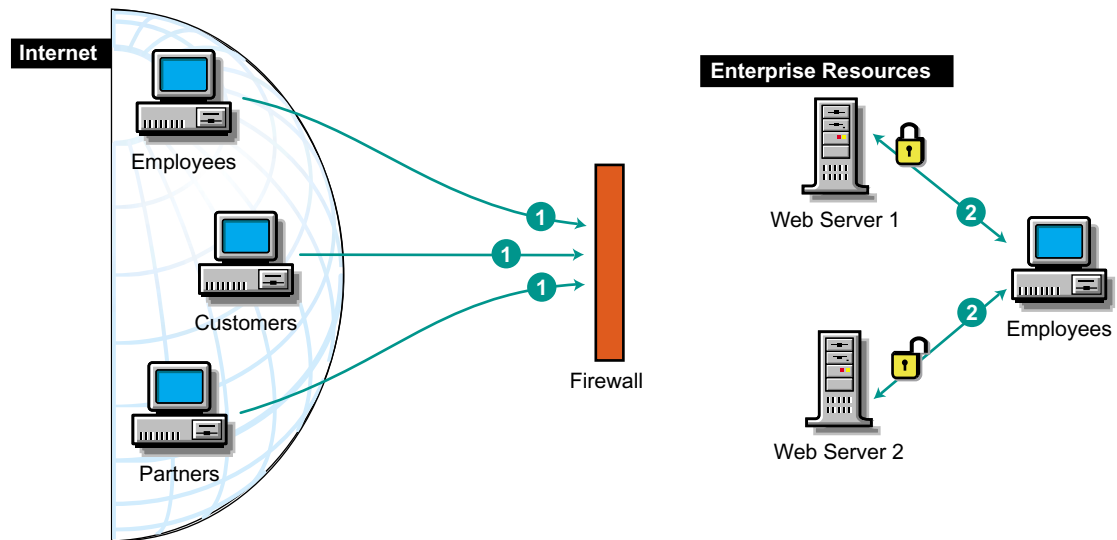 Internet
Employees
Customers
Partners
1
1
1
Firewall
Enterprise Resources
Web Server 1
2
Employees
2
Web Server 2